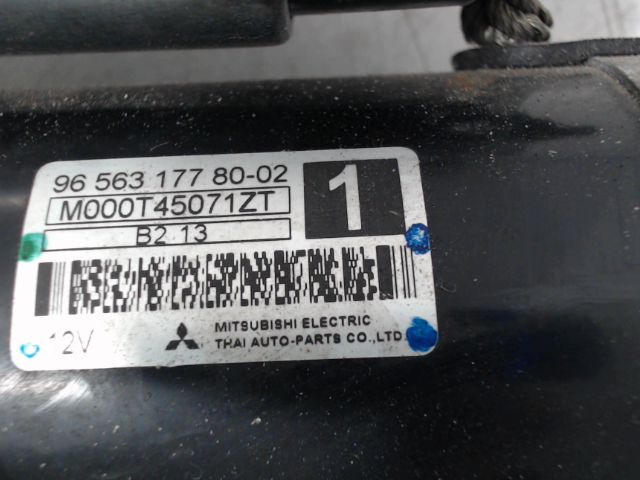 96 563 177 80-02
1
M000T45071ZT
B2 13
12V
MITSUBISHI ELECTRIC
THAI AUTO-PARTS CO.,LTD.